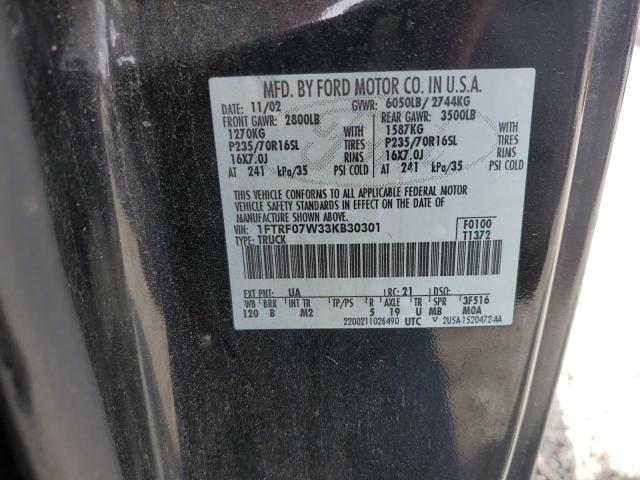 MFD. BY FORD MOTOR CO. IN U.S.A.
DATE: 11/02 GVWR: 6050LB/ 2744KG
FRONT GAWR: 2800LB REAR GAWR: 3500LB
1270KG WITH 1587KG WITH
P235/70R16SL TIRES P235/70R16SL TIRES
16X7.0J RIMS 16X7.0J RIMS
AT 241 kPa/35 PSI COLD AT 241 kPa/35 PSI COLD
THIS VEHICLE CONFORMS TO ALL APPLICABLE FEDERAL MOTOR
VEHICLE SAFETY STANDARDS IN EFFECT ON THE DATE OF
MANUFACTURE SHOWN ABOVE.
VIN: 1FTRF07W33KB30301 F0100
TYPE: TRUCK T1372
EXT PNT: UA RC: 21 DSO:
WB BRK INT TR TP/PS R AXLE TR SPR 3F516
120 B M2 5 19 U MB M0A
2200211026490 UTC 2U5A-1520472-AA